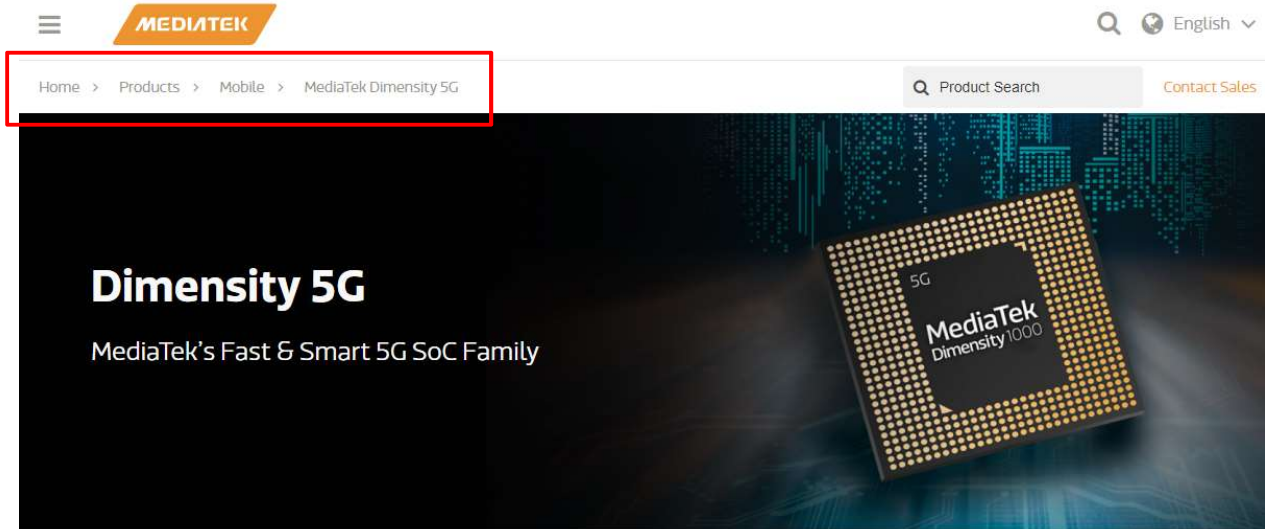 MEDIATEK
English
Home > Products > Mobile > MediaTek Dimensity 5G
Product Search
Contact Sales
Dimensity 5G
MediaTek's Fast & Smart 5G SoC Family
5G
MediaTek
Dimensity 1000